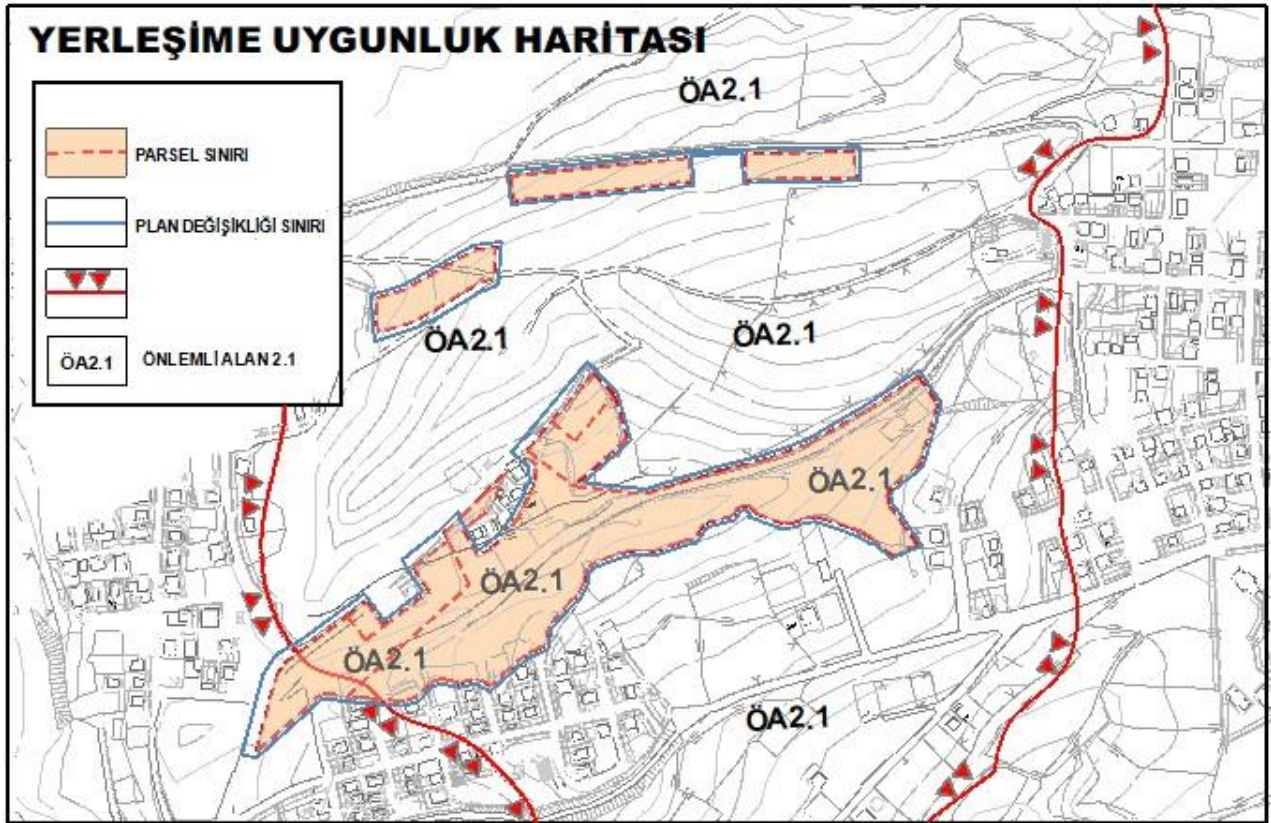 YERLEŞİME UYGUNLUK HARİTASI
PARSEL SINIRI
PLAN DEĞİŞİKLİĞİ SINIRI
ÖA2.1 ÖNLEMLİ ALAN 2.1
ÖA2.1
ÖA2.1
ÖA2.1
ÖA2.1
ÖA2.1
ÖA2.1
ÖA2.1